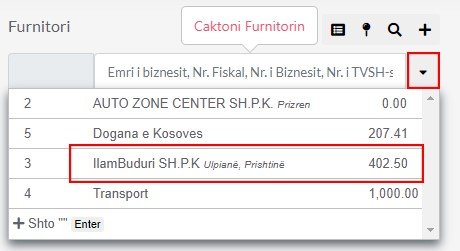 Furnitori
Caktoni Furnitorin
Emri i biznesit, Nr. Fiskal, Nr. i Biznesit, Nr. i TVSH-s
2 AUTO ZONE CENTER SH.P.K. Prizren 0.00
5 Dogana e Kosoves 207.41
3 IlamBuduri SH.P.K Ulpianë, Prishtinë 402.50
4 Transport 1,000.00
+ Shto "" Enter